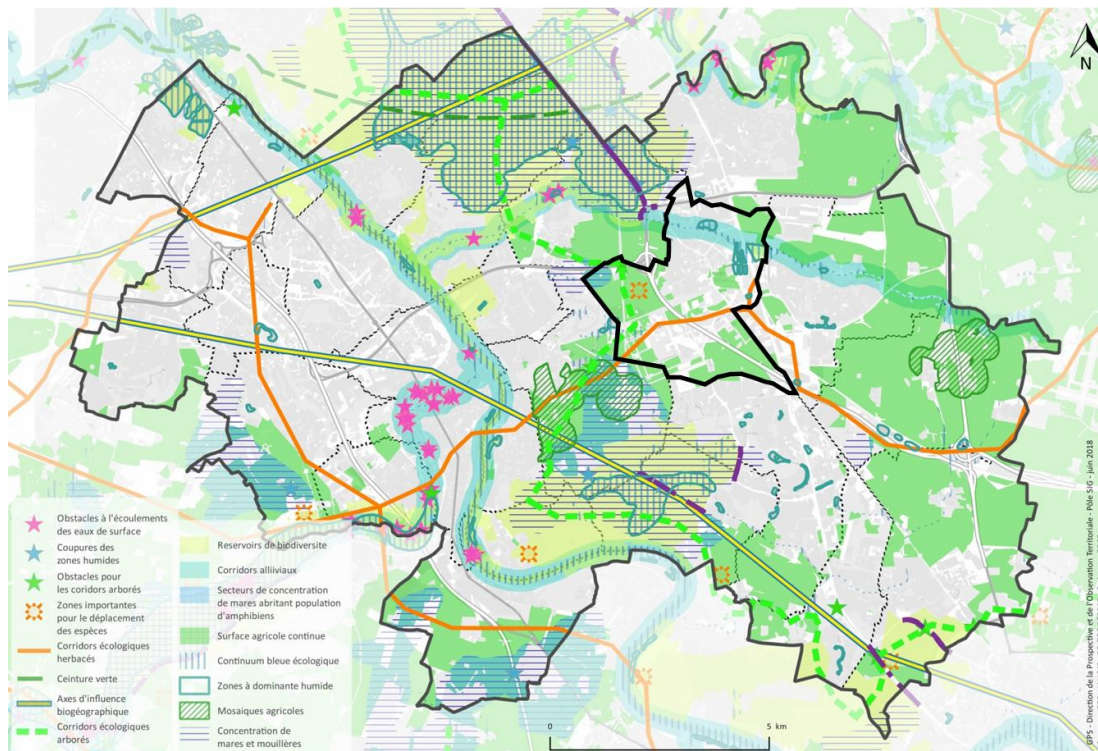 N
Obstacles à l'écoulements
des eaux de surface
Coupures des
zones humides
Obstacles pour
les coridors arborés
Zones importantes
pour le déplacement
des espèces
Corridors écologiques
herbacés
Ceinture verte
Axes d'influence
biogéographique
Corridors écologiques
arborés
Reservoirs de biodiversite
Corridors alliiviaux
Secteurs de concentration
de mares abritant population
d'amphibiens
Surface agricole continue
Continuum bleue écologique
Zones à dominante humide
Mosaiques agricoles
Concentration de
mares et mouillères
0
5 km
GPS - Direction de la Prospective et de l'Observation Territoriale - Pôle SIG - juin 2018